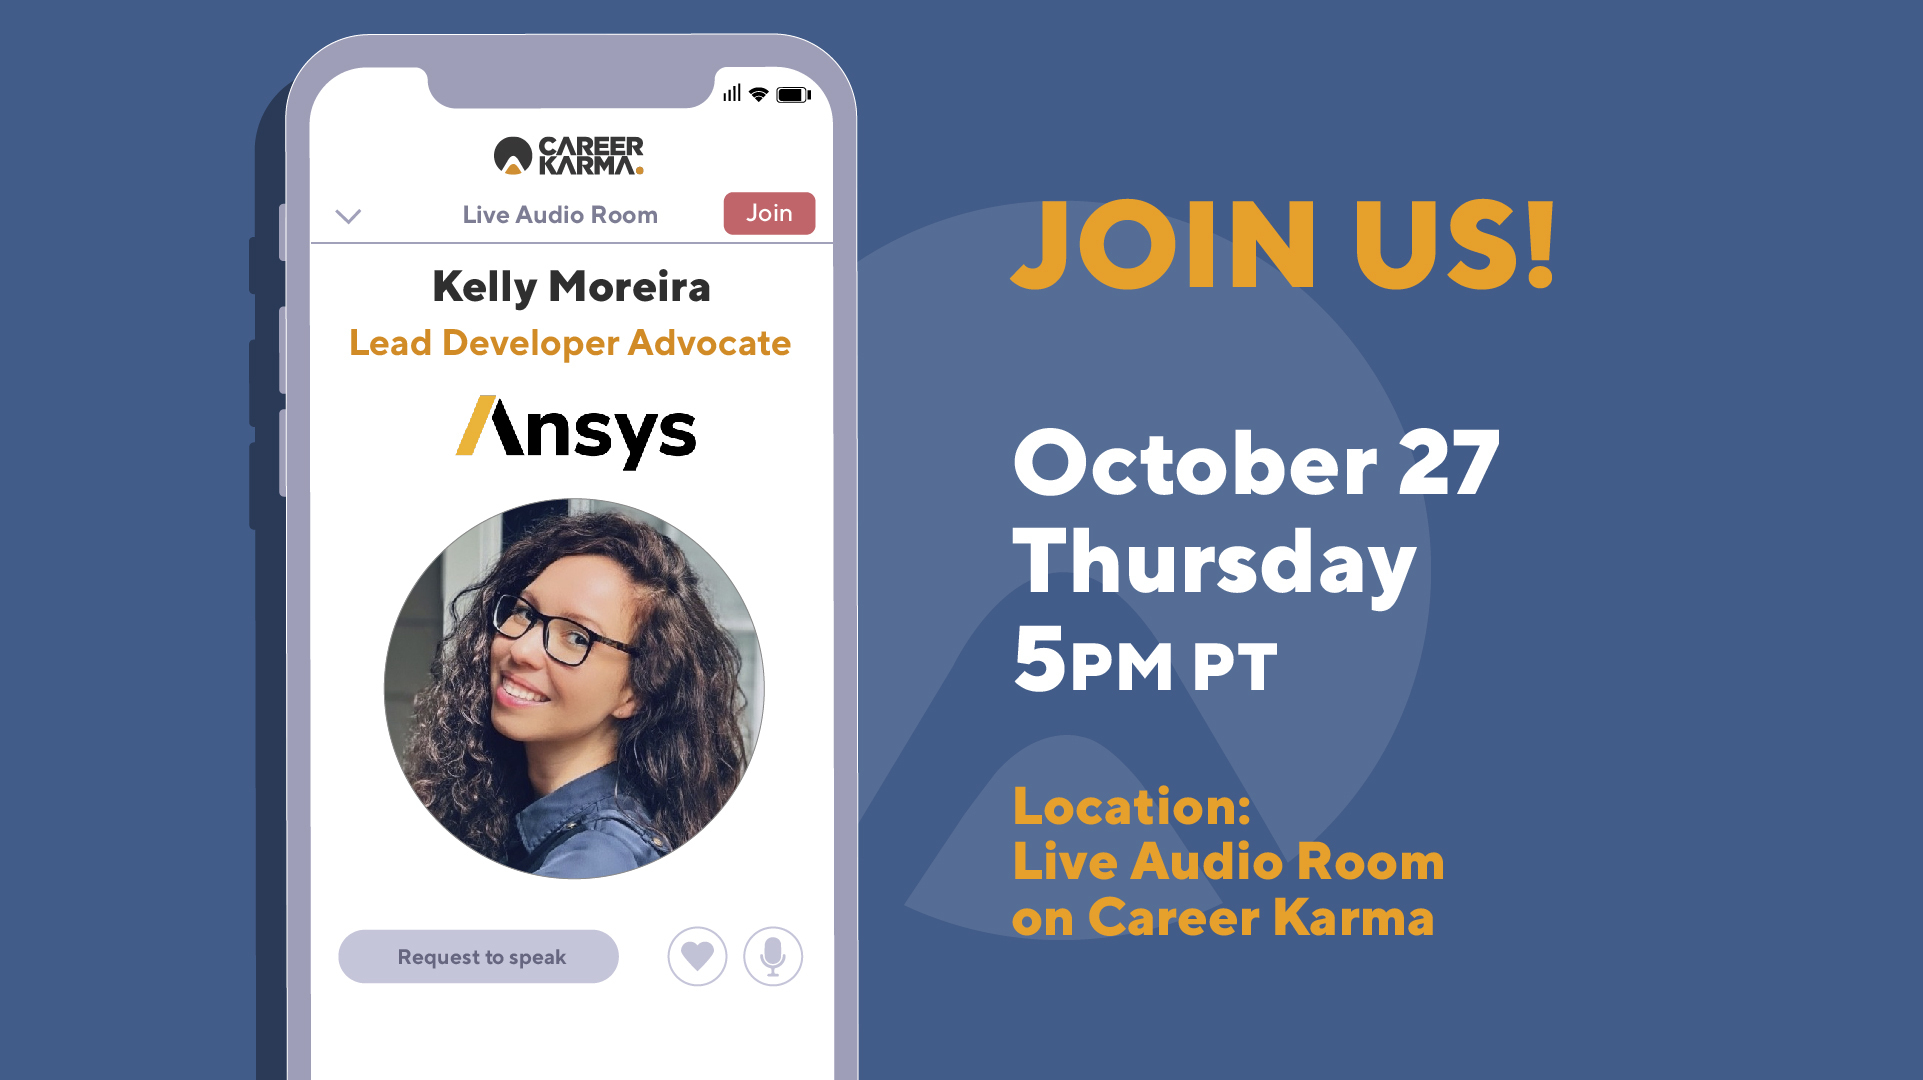 CAREER
KARMA.
Live Audio Room
Join
Kelly Moreira
Lead Developer Advocate
Ansys
Request to speak
JOIN US!
October 27
Thursday
5PM PT
Location:
Live Audio Room
on Career Karma